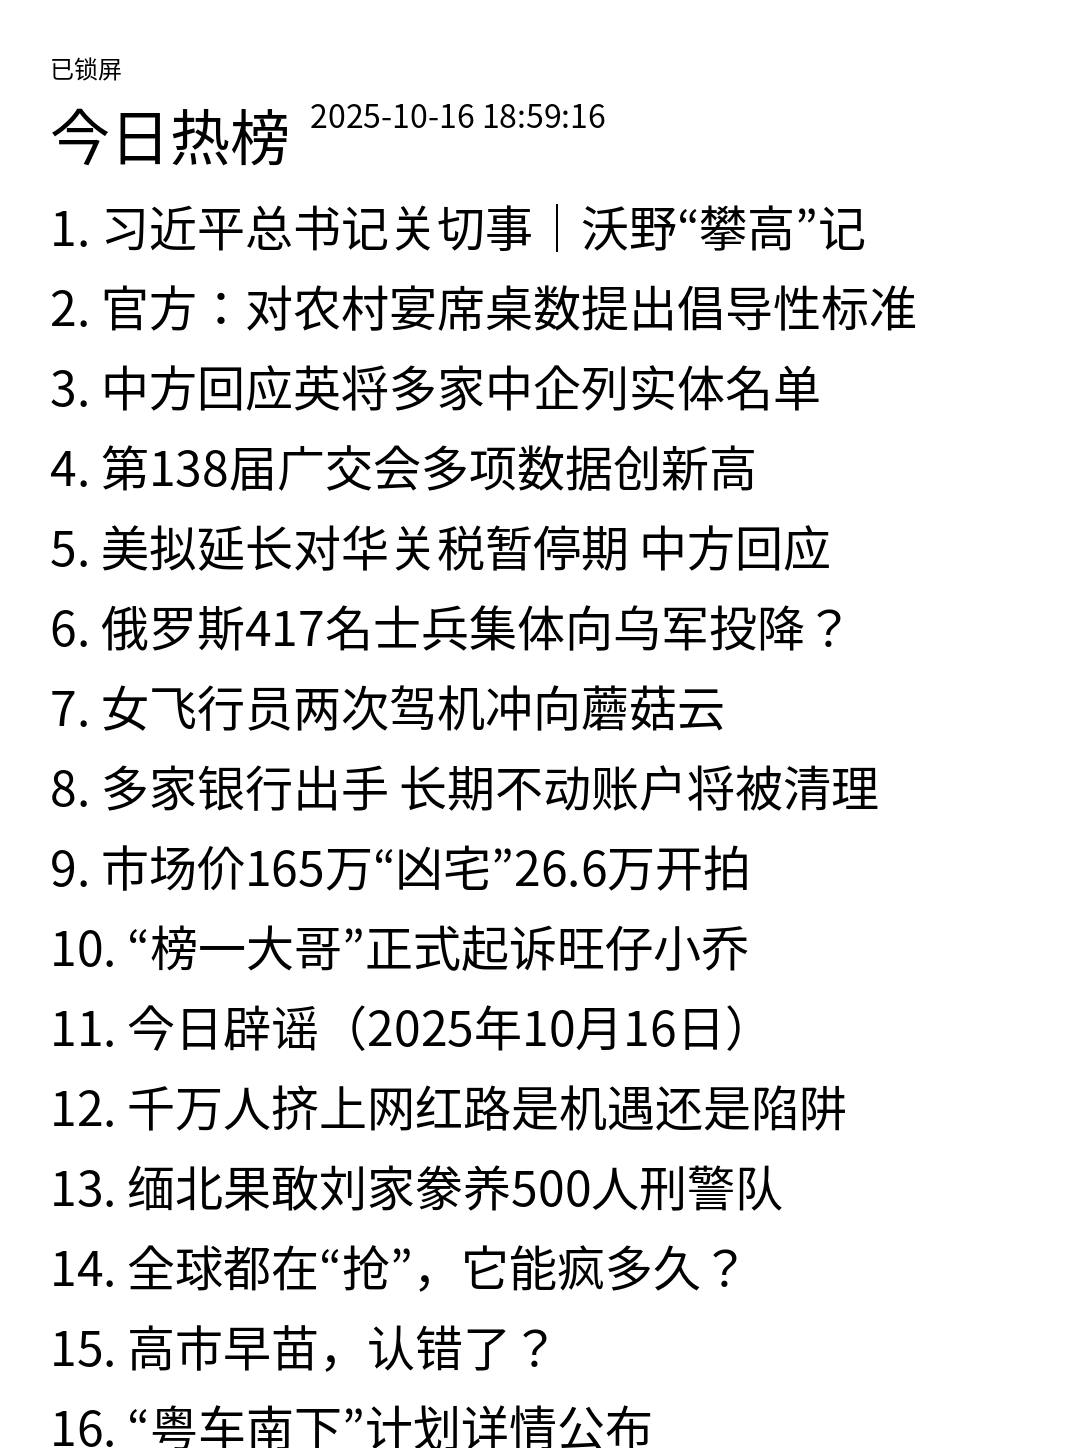 已锁屏
今日热榜 2025-10-16 18:59:16
1. 习近平总书记关切事｜沃野“攀高”记
2. 官方：对农村宴席桌数提出倡导性标准
3. 中方回应英将多家中企列实体名单
4. 第138届广交会多项数据创新高
5. 美拟延长对华关税暂停期 中方回应
6. 俄罗斯417名士兵集体向乌军投降？
7. 女飞行员两次驾机冲向蘑菇云
8. 多家银行出手 长期不动账户将被清理
9. 市场价165万“凶宅”26.6万开拍
10. “榜一大哥”正式起诉旺仔小乔
11. 今日辟谣（2025年10月16日）
12. 千万人挤上网红路是机遇还是陷阱
13. 缅北果敢刘家豢养500人刑警队
14. 全球都在“抢”，它能疯多久？
15. 高市早苗，认错了？
16. “粤车南下”计划详情公布